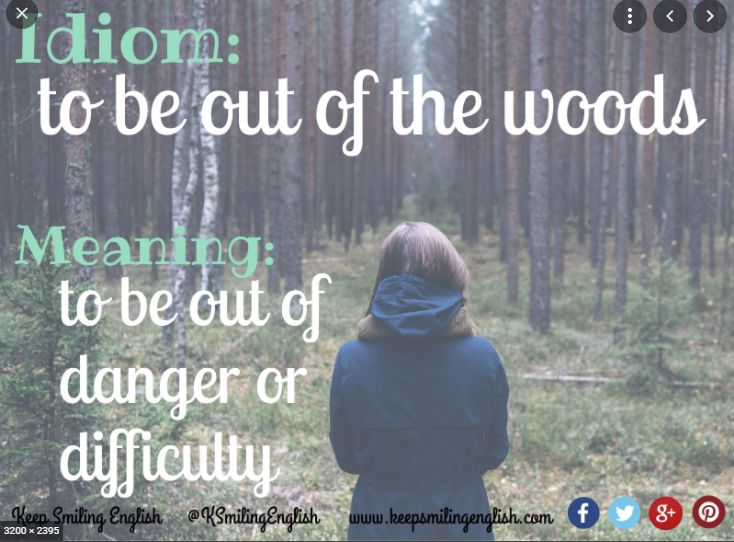 Idiom:
to be out of the woods
Meaning:
to be out of
danger or
difficulty
Keep Smiling English @KSmilingEnglish www.keepsmilingenglish.com
3200 × 2395